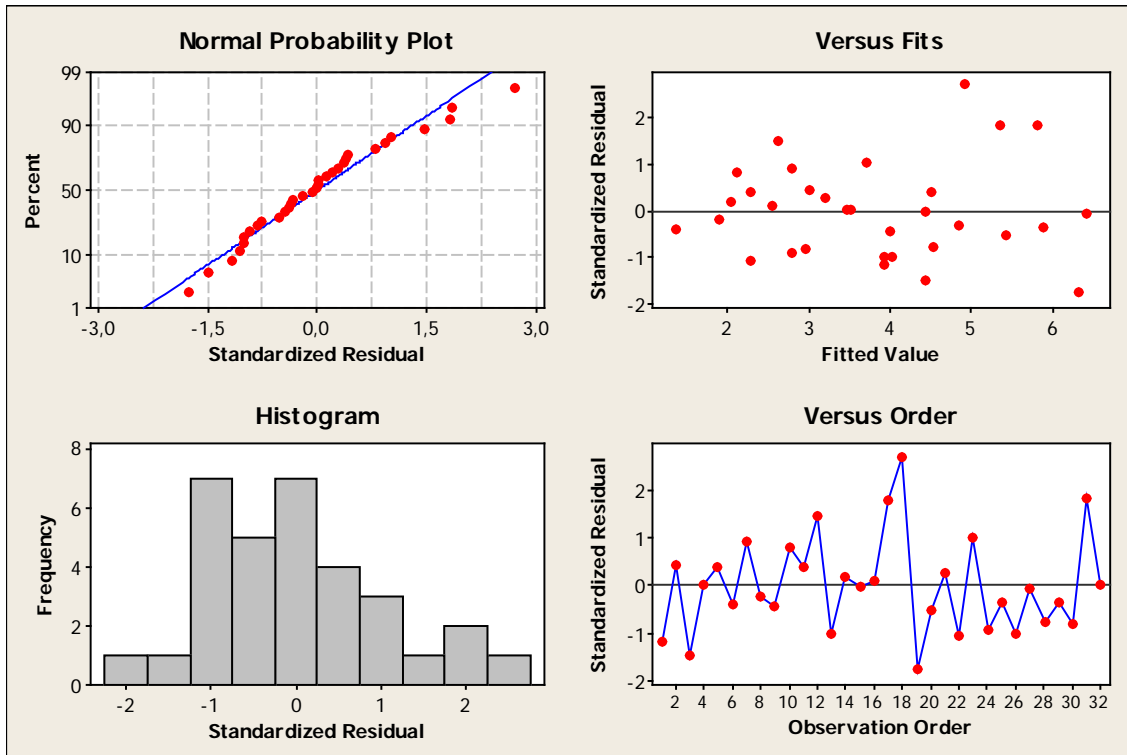 Normal Probability Plot
99
90
50
10
1
Percent
-3,0 -1,5 0,0 1,5 3,0
Standardized Residual
Versus Fits
2
1
0
-1
-2
Standardized Residual
2 3 4 5 6
Fitted Value
Histogram
8
6
4
2
0
Frequency
-2 -1 0 1 2
Standardized Residual
Versus Order
2
1
0
-1
-2
Standardized Residual
2 4 6 8 10 12 14 16 18 20 22 24 26 28 30 32
Observation Order